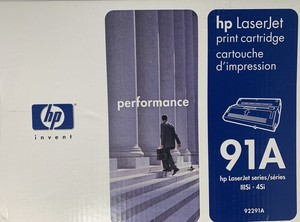 hp LaserJet
print cartridge
cartouche
d'impression
performance
hp
invent
91A
hp LaserJet series/séries
IIISi · 4Si
92291A